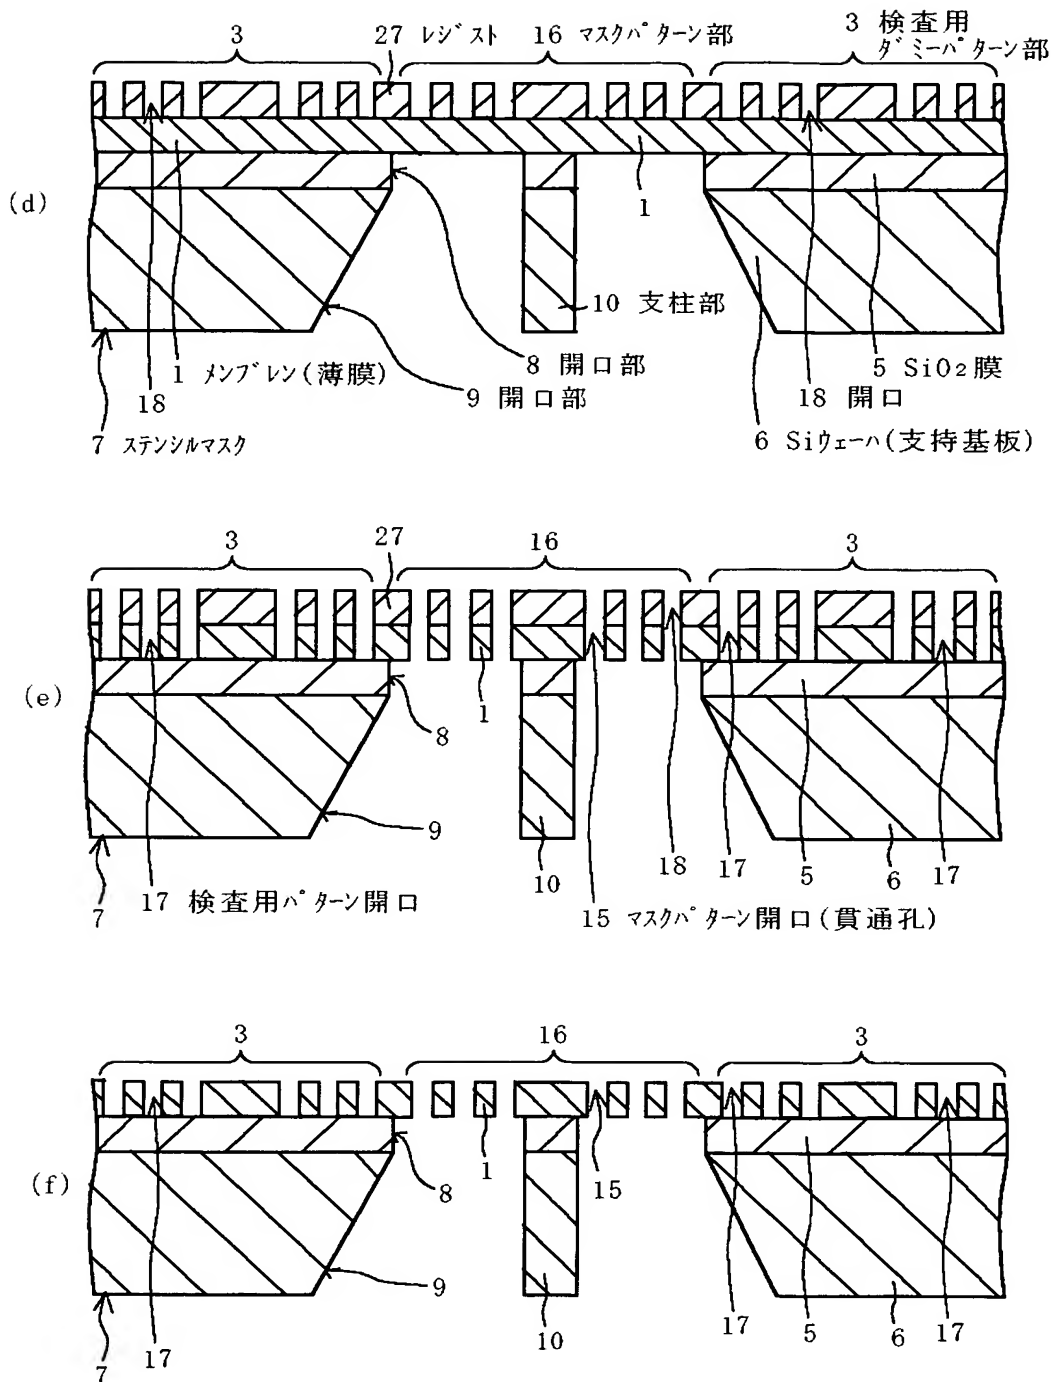 3 27 レジスト 16 マスクパターン部 3 検査用
ダミーパターン部
(d)
1
10 支柱部
1 メンブレン(薄膜) 8 開口部 5 SiO₂膜
18 9 開口部 18 開口
7 ステンシルマスク 6 Siウェーハ(支持基板)
3 27 16 3
(e)
8 1
9
10 18 17 5 6 17
7 17 検査用パターン開口 15 マスクパターン開口(貫通孔)
3 16 3
(f)
8 1 15
9
10 17 5 6 17
7 17